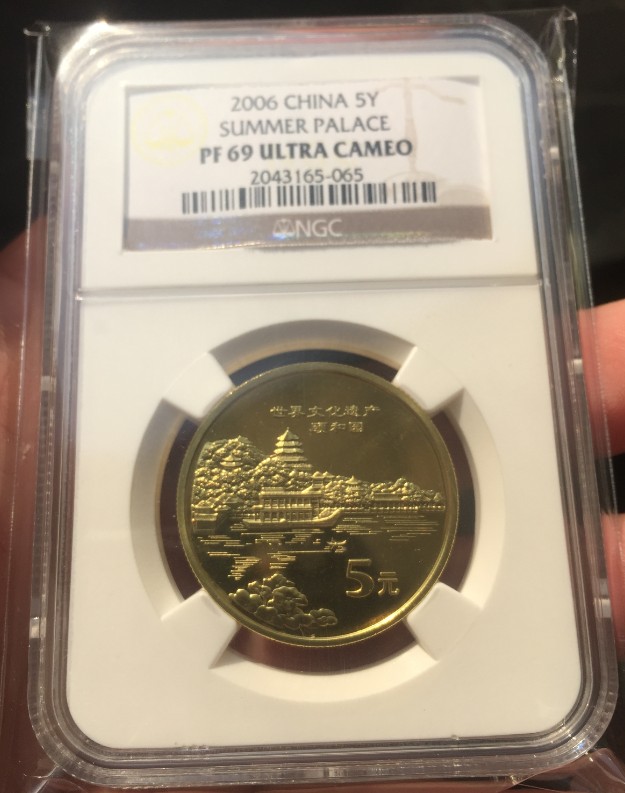 2006 CHINA 5Y
SUMMER PALACE
PF 69 ULTRA CAMEO
2043165-065
NGC
世界文化遗产
颐和园
5元